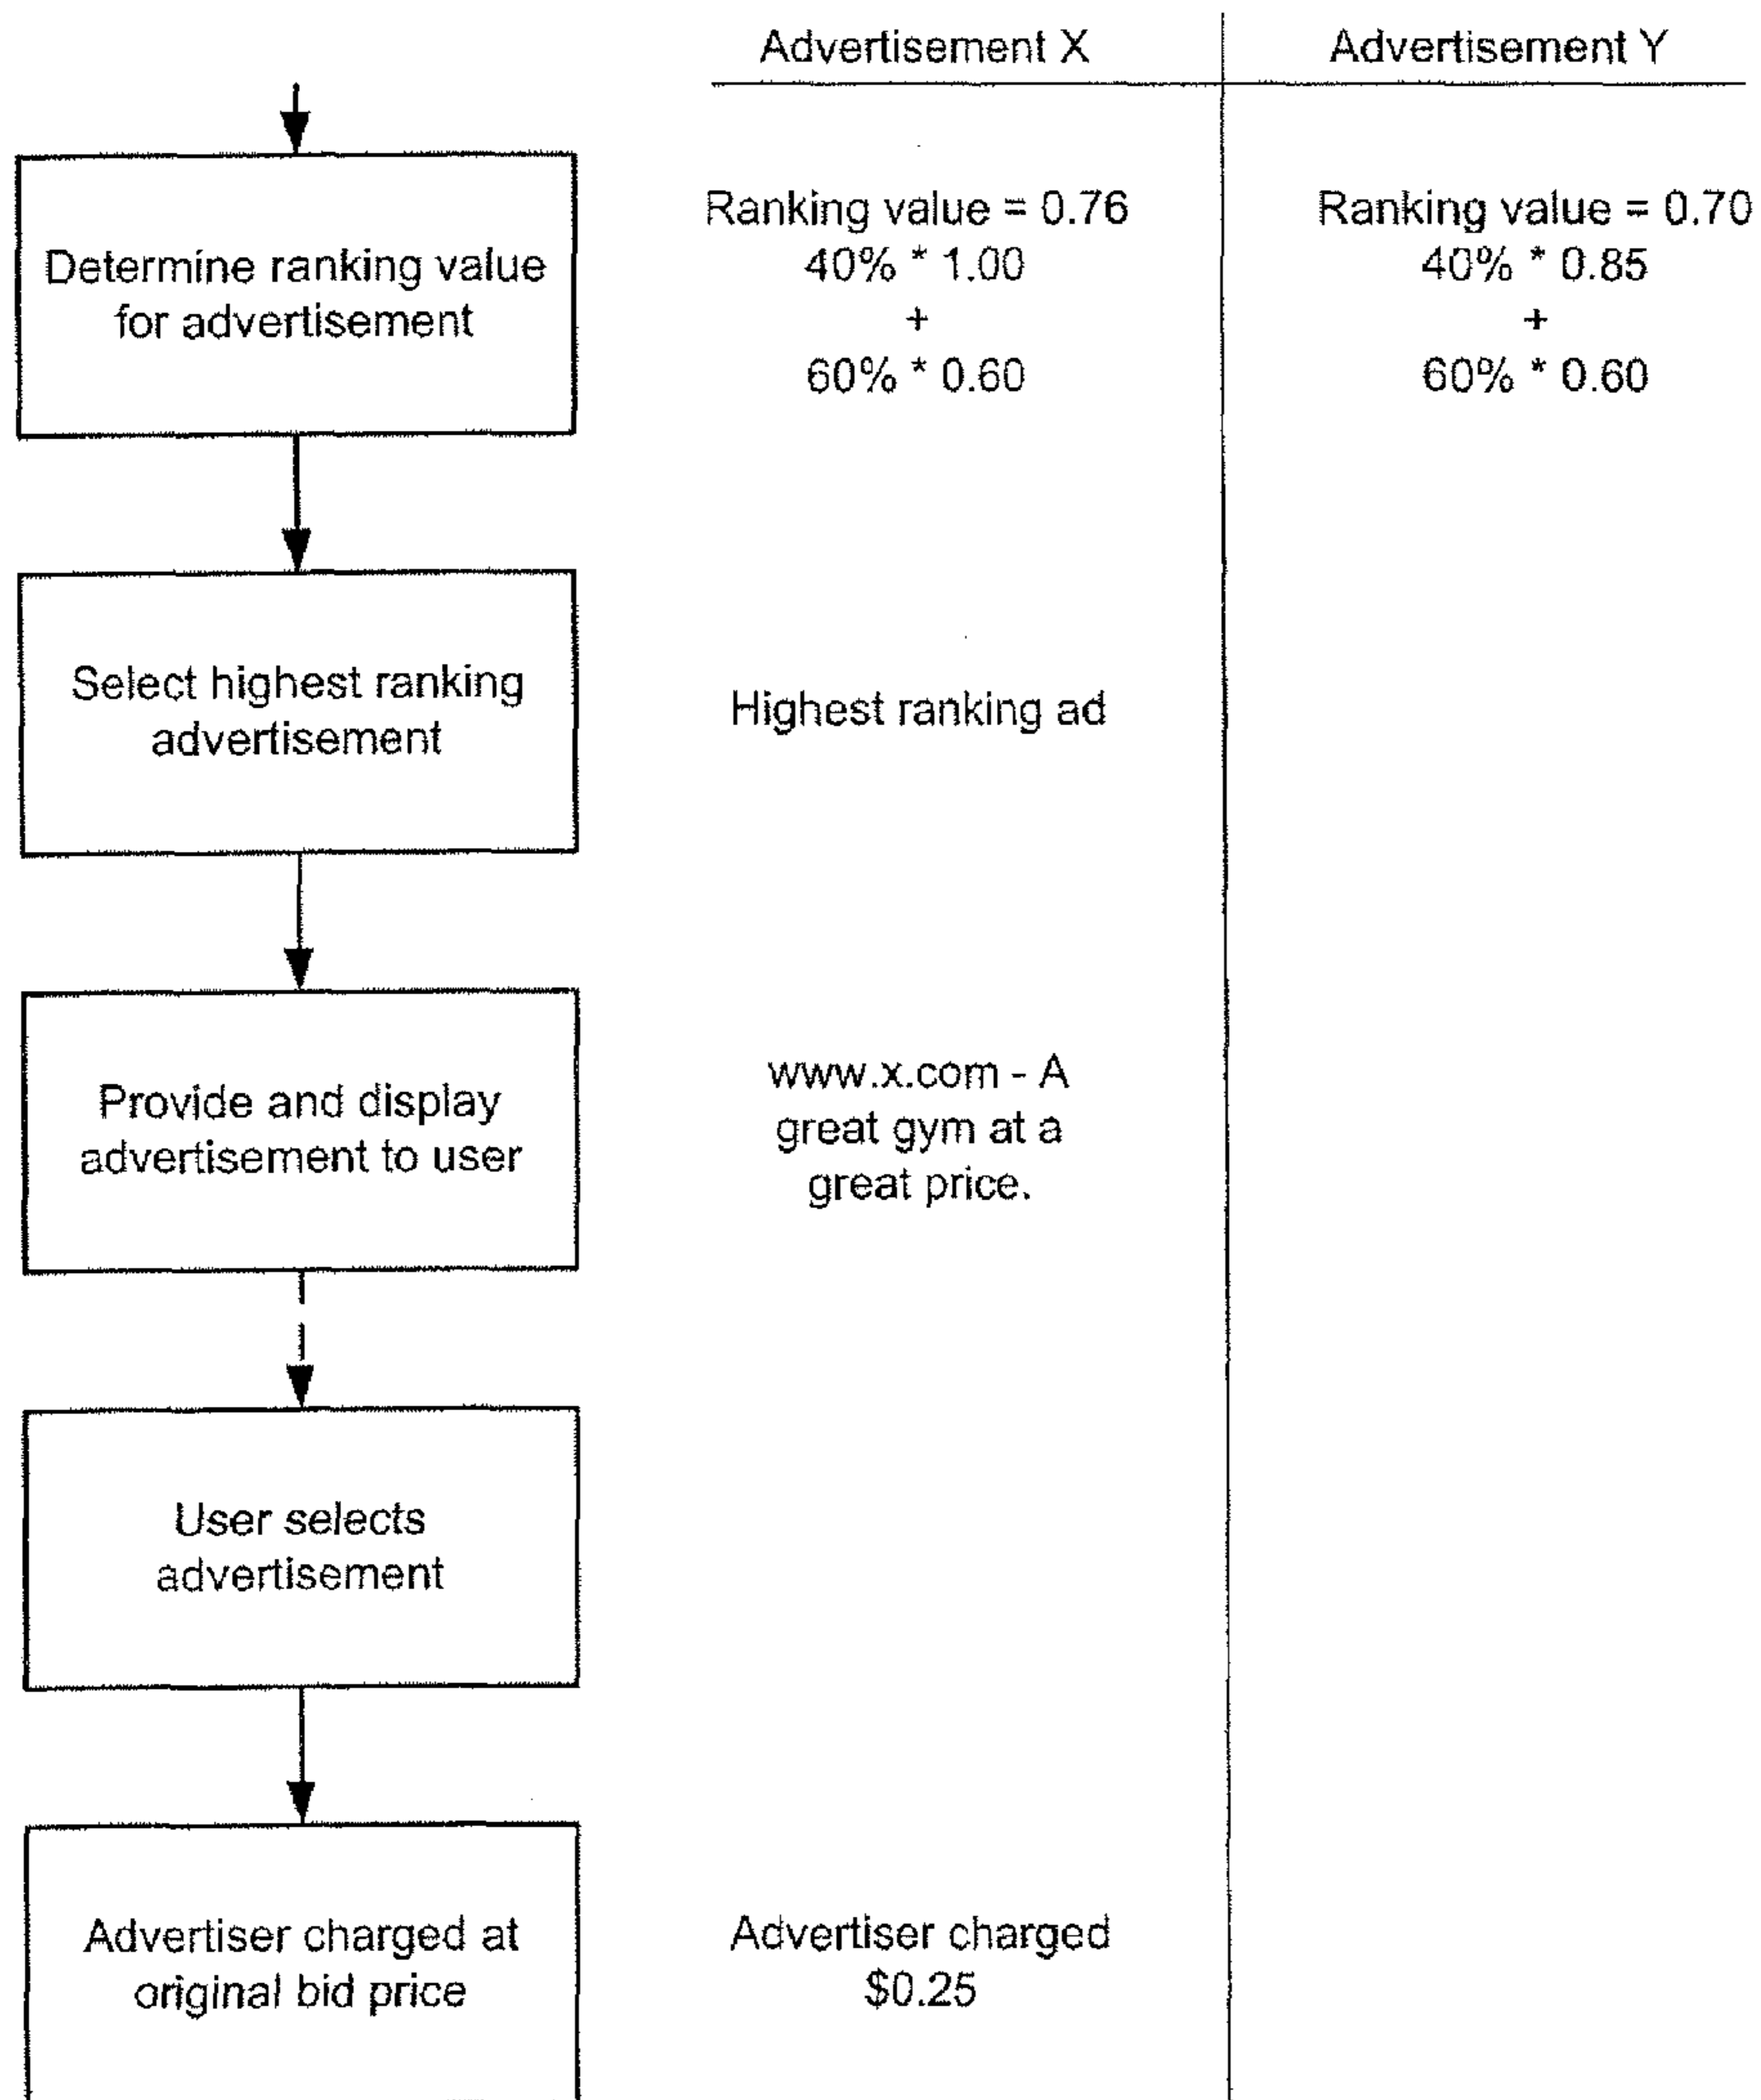 Advertisement X
Advertisement Y
Determine ranking value
for advertisement
Ranking value = 0.76
40% * 1.00
+
60% * 0.60
Ranking value = 0.70
40% * 0.85
+
60% * 0.60
Select highest ranking
advertisement
Highest ranking ad
Provide and display
advertisement to user
www.x.com - A
great gym at a
great price.
User selects
advertisement
Advertiser charged at
original bid price
Advertiser charged
$0.25